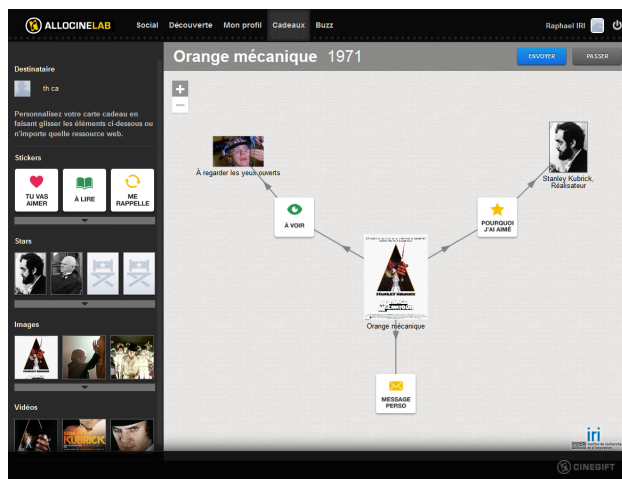 ALLOCINELAB
Social
Découverte
Mon profil
Cadeaux
Buzz
Raphael IRI
Destinataire
th ca
Personnalisez votre carte cadeau en
faisant glisser les éléments ci-dessous ou
n'importe quelle ressource web.
Stickers
TU VAS
AIMER
À LIRE
ME
RAPPELLE
Stars
Images
Vidéos
KUBRICK
Orange mécanique 1971
ENVOYER
PASSER
+
−
À regarder les yeux ouverts
Stanley Kubrick,
Réalisateur
À VOIR
POURQUOI
J'AI AIMÉ
STANLEY KUBRICK
Orange mécanique
MESSAGE
PERSO
iri
CINEGIFT